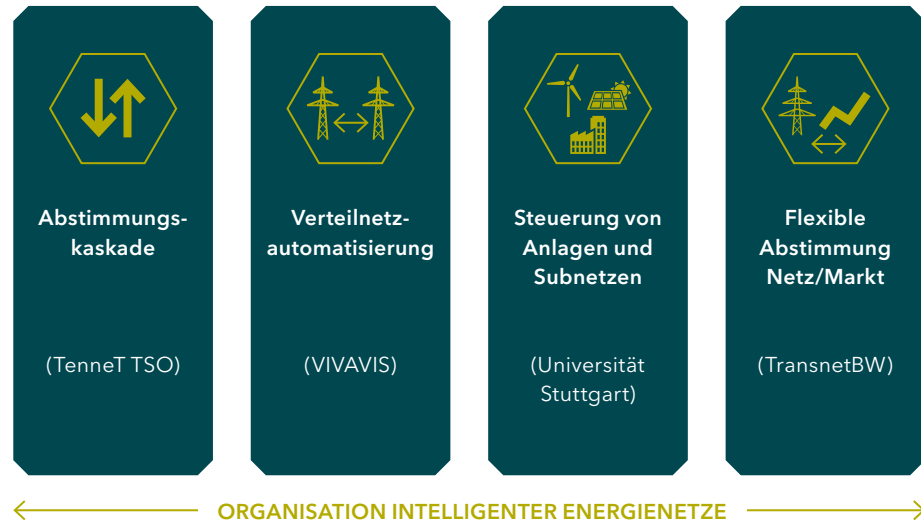 Abstimmungs-
kaskade
(TenneT TSO)
Verteilnetz-
automatisierung
(VIVAVIS)
Steuerung von
Anlagen und
Subnetzen
(Universität
Stuttgart)
Flexible
Abstimmung
Netz/Markt
(TransnetBW)
ORGANISATION INTELLIGENTER ENERGIENETZE